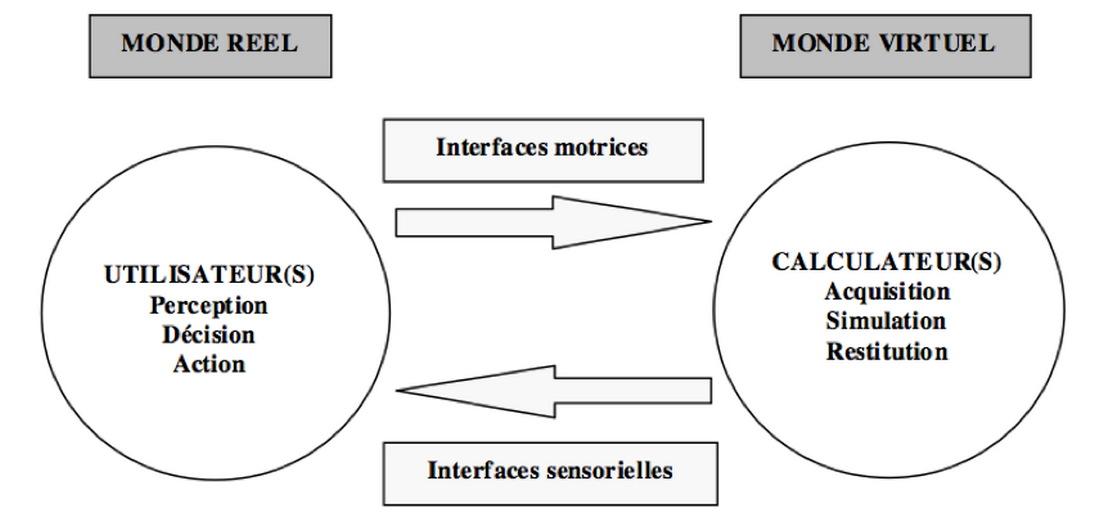 MONDE REEL
MONDE VIRTUEL
Interfaces motrices
UTILISATEUR(S)
Perception
Décision
Action
CALCULATEUR(S)
Acquisition
Simulation
Restitution
Interfaces sensorielles